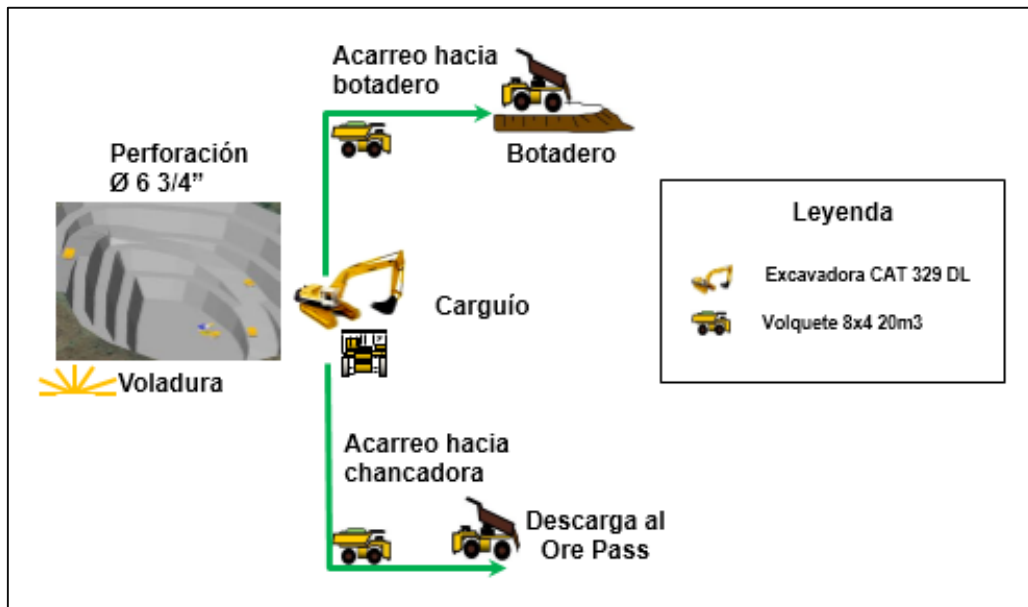 Acarreo hacia
botadero
Botadero
Perforación
Ø 6 3/4”
Leyenda
Excavadora CAT 329 DL
Volquete 8x4 20m3
Carguío
Voladura
Acarreo hacia
chancadora
Descarga al
Ore Pass